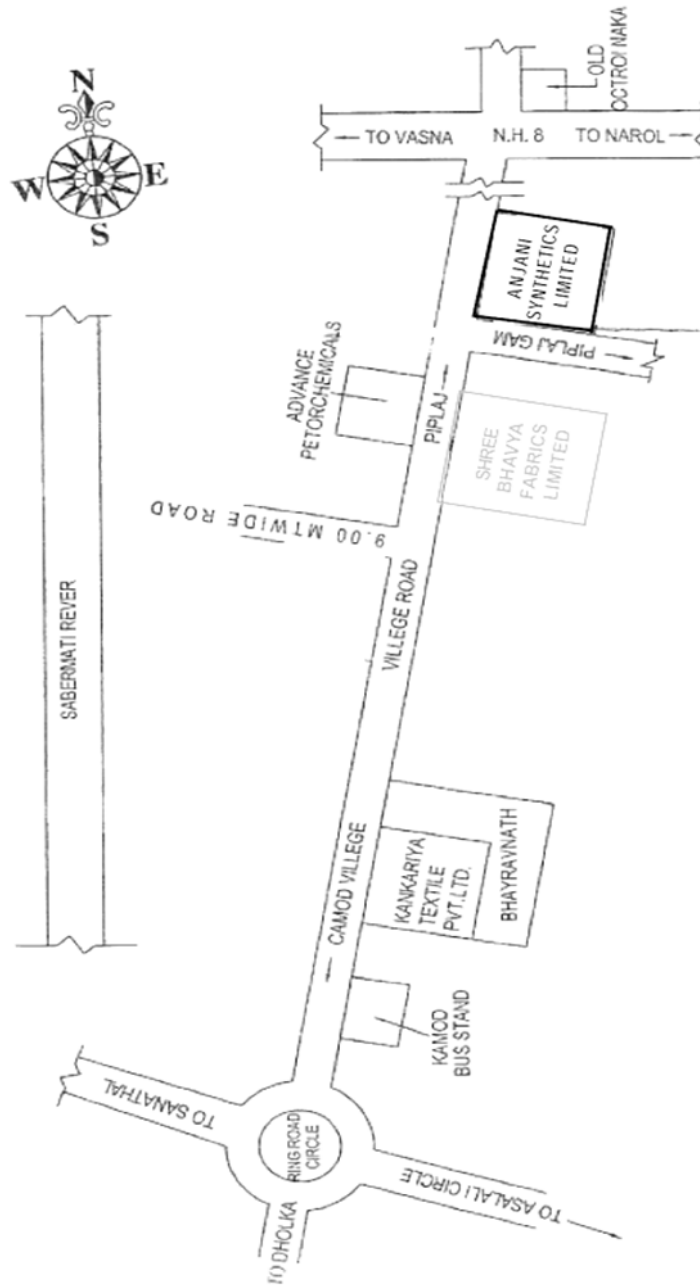 N
W
E
S
OLD
OCTROI NAKA
TO VASNA
N.H. 8
TO NAROL
ANJANI
SYNTHETICS
LIMITED
PIPLAJ GAM
ADVANCE
PETORCHEMICALS
PIPLAJ
SHREE
BHAVYA
FABRICS
LIMITED
9.00 MTWIDE ROAD
SABERMATI REVER
VILLEGE ROAD
CAMOD VILLEGE
KANKARIYA
TEXTILE
PVT.LTD.
BHAYRAVNATH
KAMOD
BUS STAND
TO SANATHAL
RING ROAD
CIRCLE
TO ASALALI CIRCLE
TO DHOLKA